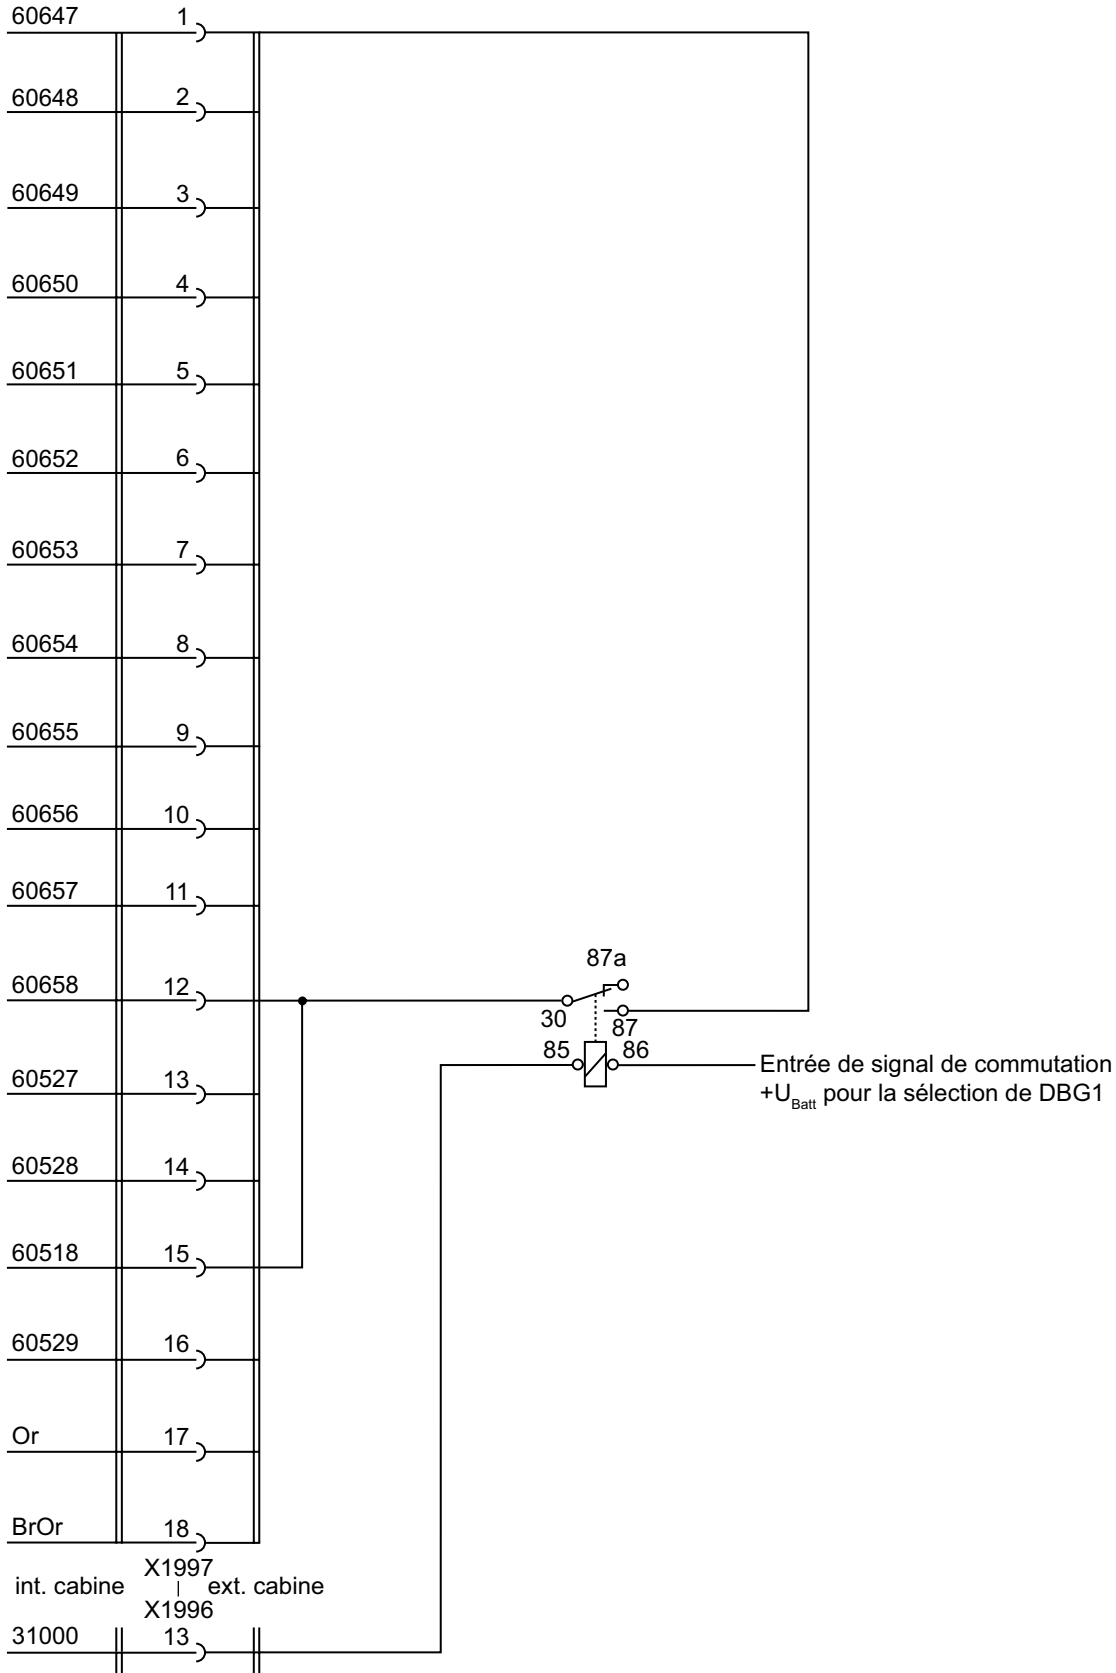 60647 1
60648 2
60649 3
60650 4
60651 5
60652 6
60653 7
60654 8
60655 9
60656 10
60657 11
87a
60658 12
30 87
85 86
Entrée de signal de commutation
+UBatt pour la sélection de DBG1
60527 13
60528 14
60518 15
60529 16
Or 17
BrOr 18
X1997
int. cabine ext. cabine
X1996
31000 13